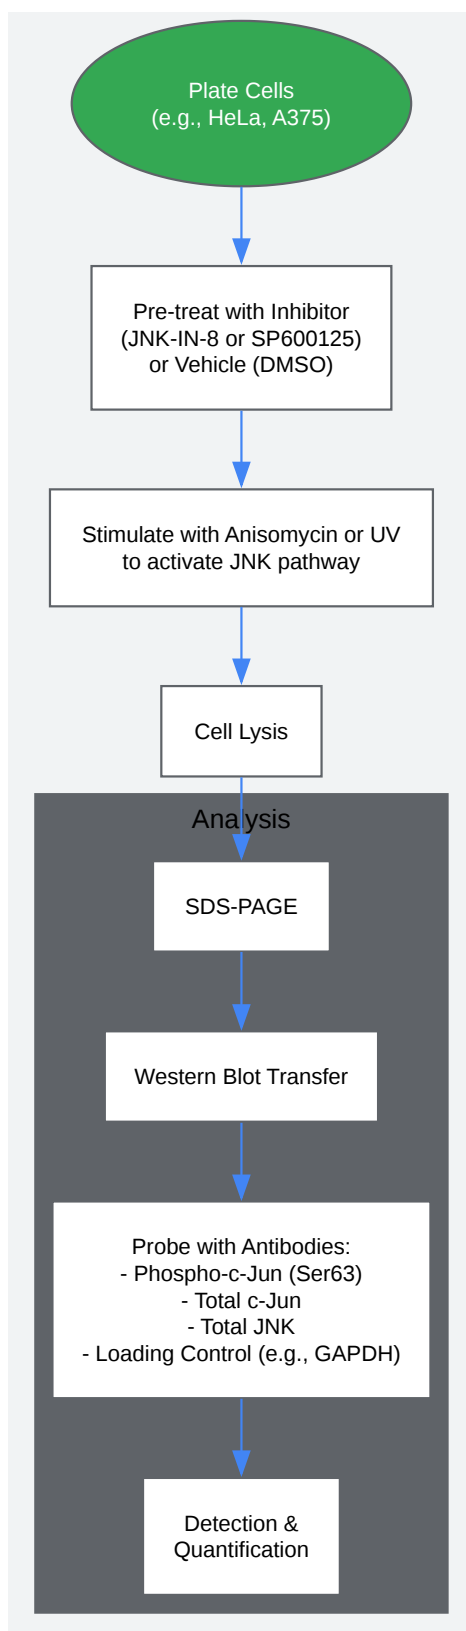 Plate Cells
(e.g., HeLa, A375)
Pre-treat with Inhibitor
(JNK-IN-8 or SP600125)
or Vehicle (DMSO)
Stimulate with Anisomycin or UV
to activate JNK pathway
Cell Lysis
Analysis
SDS-PAGE
Western Blot Transfer
Probe with Antibodies:
- Phospho-c-Jun (Ser63)
- Total c-Jun
- Total JNK
- Loading Control (e.g., GAPDH)
Detection &
Quantification